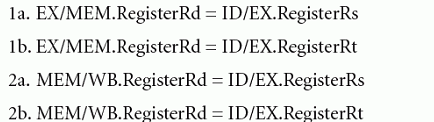 1a. EX/MEM.RegisterRd = ID/EX.RegisterRs
1b. EX/MEM.RegisterRd = ID/EX.RegisterRt
2a. MEM/WB.RegisterRd = ID/EX.RegisterRs
2b. MEM/WB.RegisterRd = ID/EX.RegisterRt